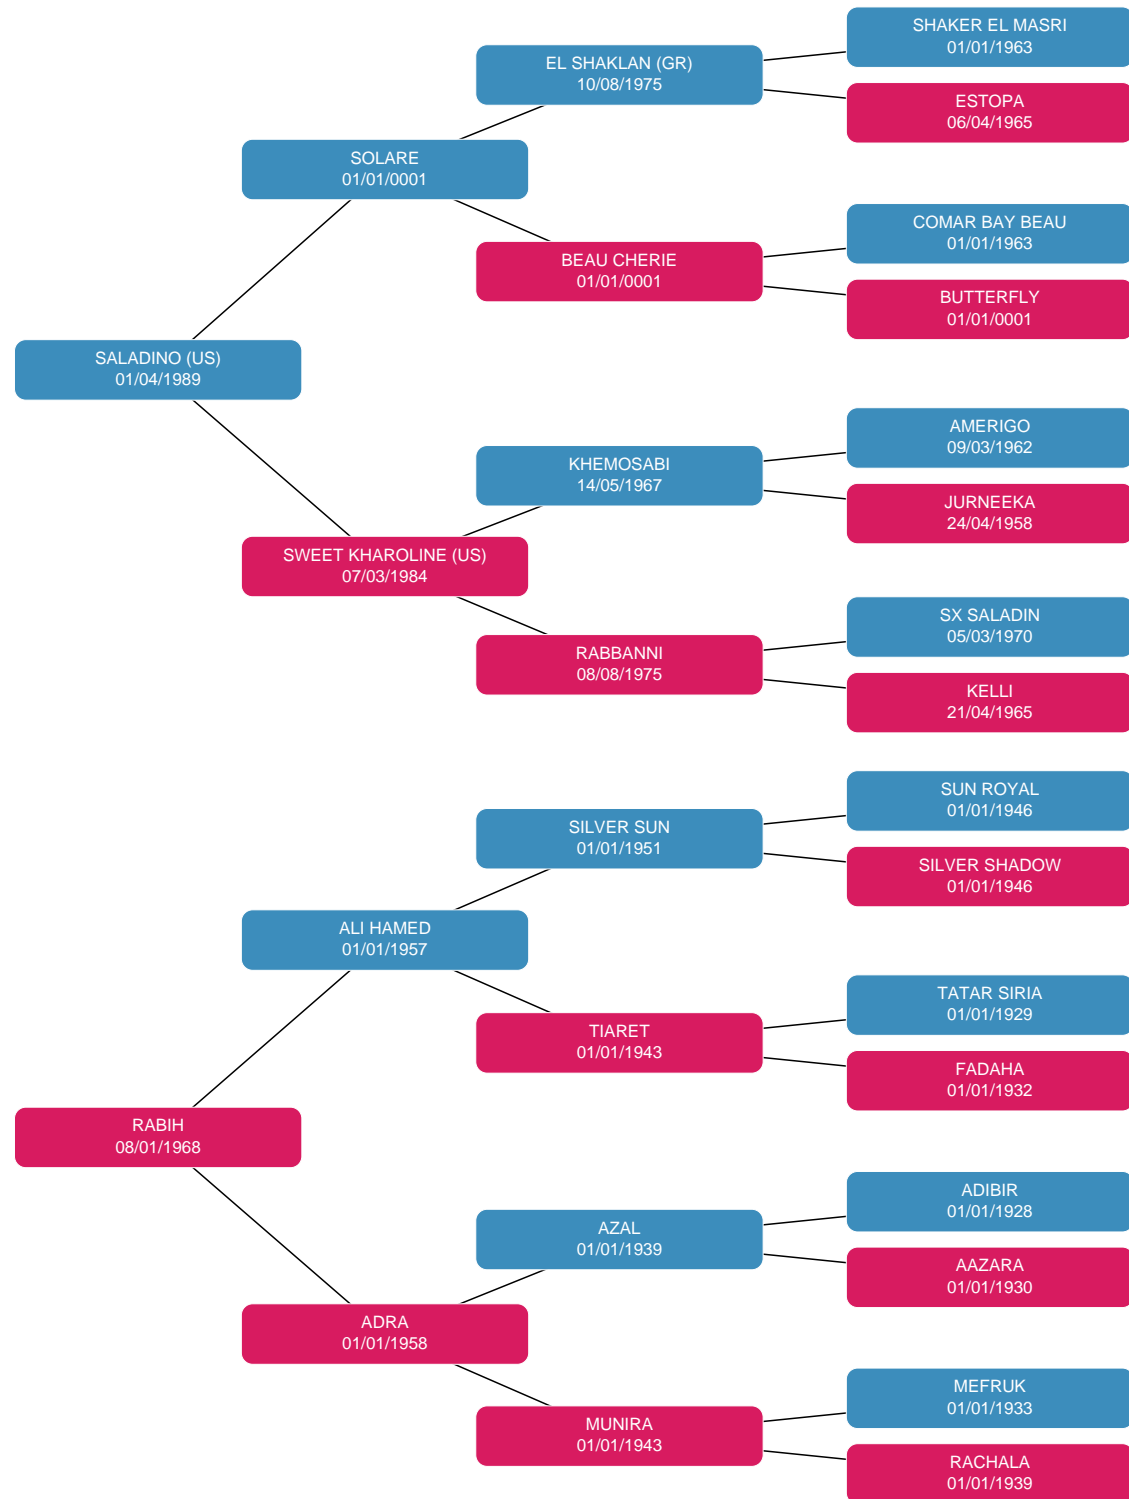 SHAKER EL MASRI
01/01/1963
EL SHAKLAN (GR)
10/08/1975
ESTOPA
06/04/1965
SOLARE
01/01/0001
COMAR BAY BEAU
01/01/1963
BEAU CHERIE
01/01/0001
BUTTERFLY
01/01/0001
SALADINO (US)
01/04/1989
AMERIGO
09/03/1962
KHEMOSABI
14/05/1967
JURNEEKA
24/04/1958
SWEET KHAROLINE (US)
07/03/1984
SX SALADIN
05/03/1970
RABBANNI
08/08/1975
KELLI
21/04/1965
SUN ROYAL
01/01/1946
SILVER SUN
01/01/1951
SILVER SHADOW
01/01/1946
ALI HAMED
01/01/1957
TATAR SIRIA
01/01/1929
TIARET
01/01/1943
FADAHA
01/01/1932
RABIH
08/01/1968
ADIBIR
01/01/1928
AZAL
01/01/1939
AAZARA
01/01/1930
ADRA
01/01/1958
MEFRUK
01/01/1933
MUNIRA
01/01/1943
RACHALA
01/01/1939